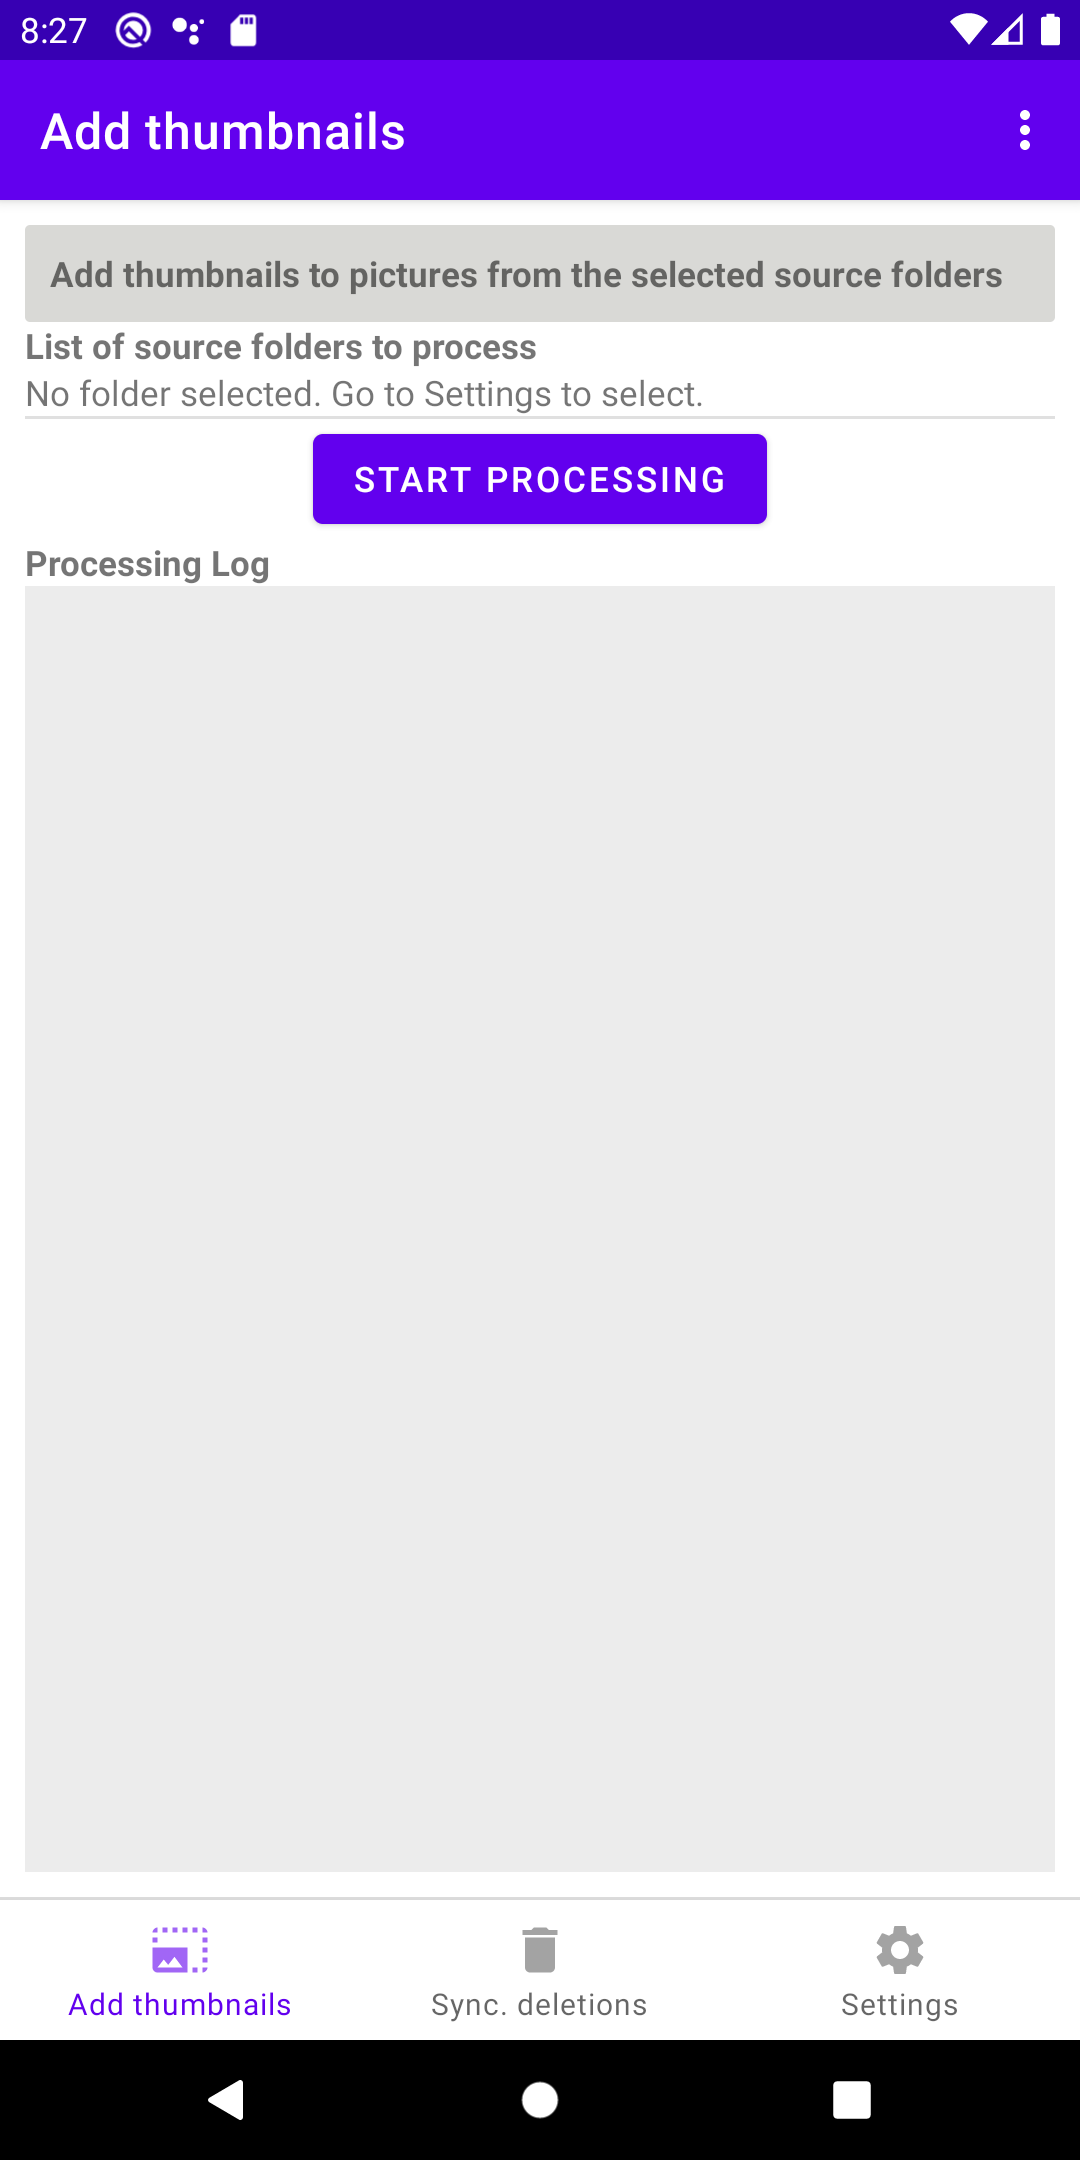 8:27
Add thumbnails
Add thumbnails to pictures from the selected source folders
List of source folders to process
No folder selected. Go to Settings to select.
START PROCESSING
Processing Log
Add thumbnails
Sync. deletions
Settings